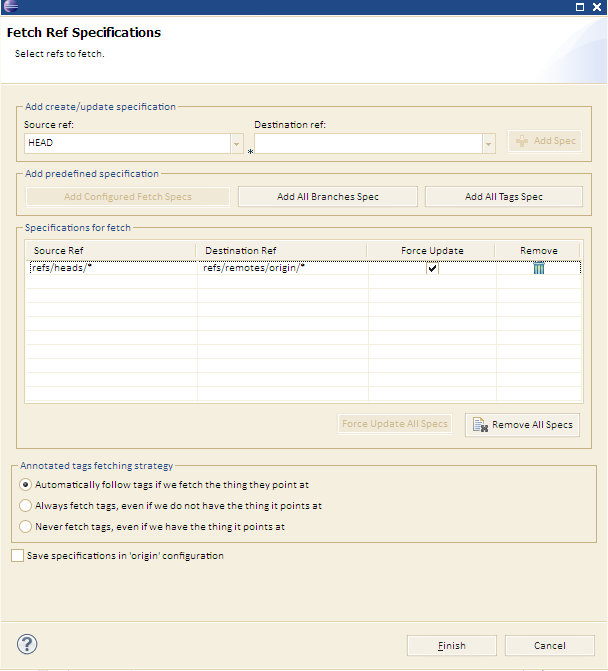 Fetch Ref Specifications
Select refs to fetch.
Add create/update specification
Source ref: Destination ref:
HEAD * Add Spec
Add predefined specification
Add Configured Fetch Specs Add All Branches Spec Add All Tags Spec
Specifications for fetch
Source Ref Destination Ref Force Update Remove
refs/heads/* refs/remotes/origin/*
Force Update All Specs Remove All Specs
Annotated tags fetching strategy
Automatically follow tags if we fetch the thing they point at
Always fetch tags, even if we do not have the thing it points at
Never fetch tags, even if we have the thing it points at
Save specifications in 'origin' configuration
? Finish Cancel